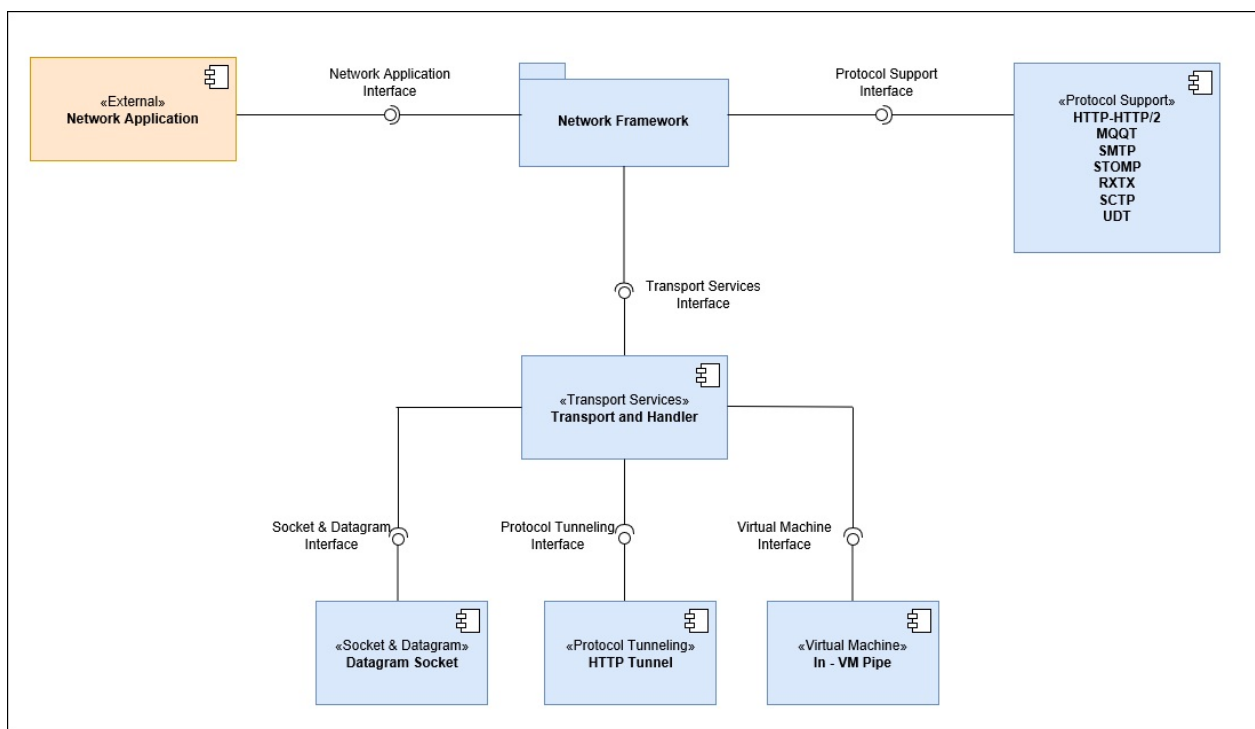 «External»
Network Application
Network Application
Interface
Network Framework
Protocol Support
Interface
«Protocol Support»
HTTP-HTTP/2
MQQT
SMTP
STOMP
RXTX
SCTP
UDT
Transport Services
Interface
«Transport Services»
Transport and Handler
Socket & Datagram
Interface
Protocol Tunneling
Interface
Virtual Machine
Interface
«Socket & Datagram»
Datagram Socket
«Protocol Tunneling»
HTTP Tunnel
«Virtual Machine»
In - VM Pipe